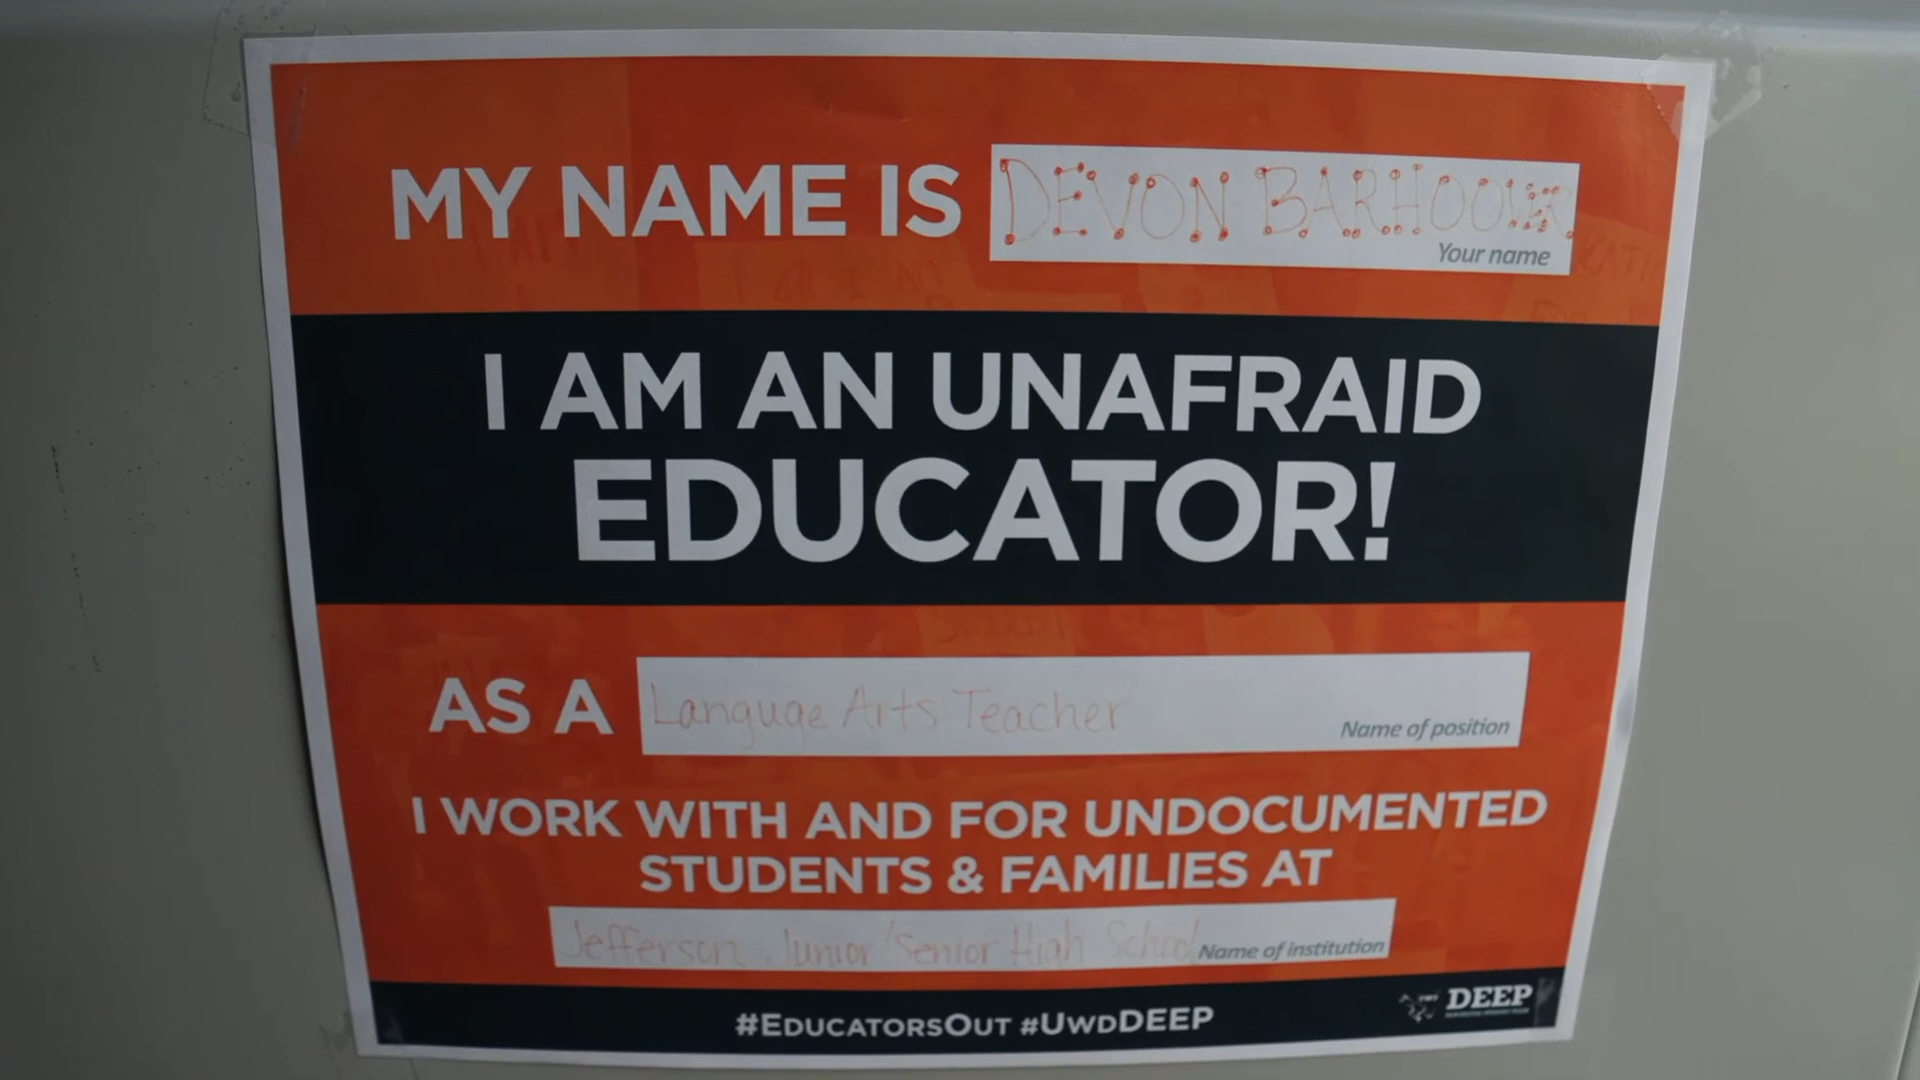 MY NAME IS DEVON BARHOOVER
Your name
I AM AN UNAFRAID
EDUCATOR!
AS A Languge Arts Teacher
Name of position
I WORK WITH AND FOR UNDOCUMENTED
STUDENTS & FAMILIES AT
Jefferson Junior/Senior High School Name of institution
#EDUCATORSOUT #UWDDEEP
DEEP